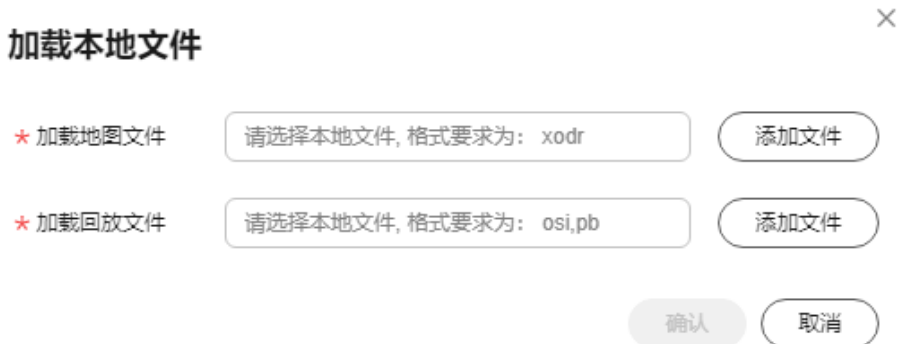 加载本地文件
* 加载地图文件 请选择本地文件, 格式要求为： xodr 添加文件
* 加载回放文件 请选择本地文件, 格式要求为： osi,pb 添加文件
确认 取消